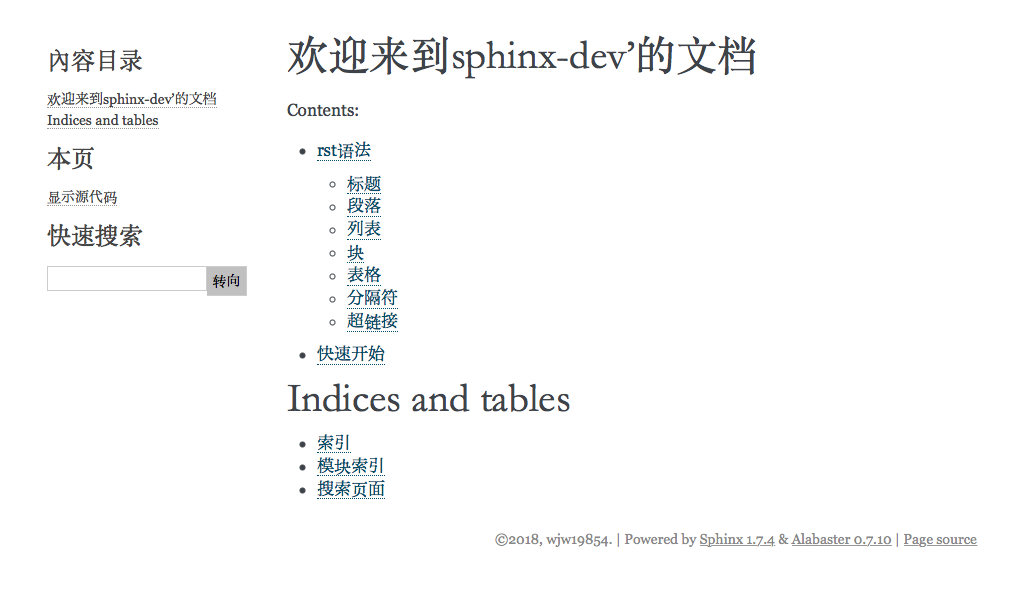 內容目录
欢迎来到sphinx-dev’的文档
Indices and tables
本页
显示源代码
快速搜索
转向
欢迎来到sphinx-dev’的文档
Contents:
rst语法
标题
段落
列表
块
表格
分隔符
超链接
快速开始
Indices and tables
索引
模块索引
搜索页面
©2018, wjw19854. | Powered by Sphinx 1.7.4 & Alabaster 0.7.10 | Page source